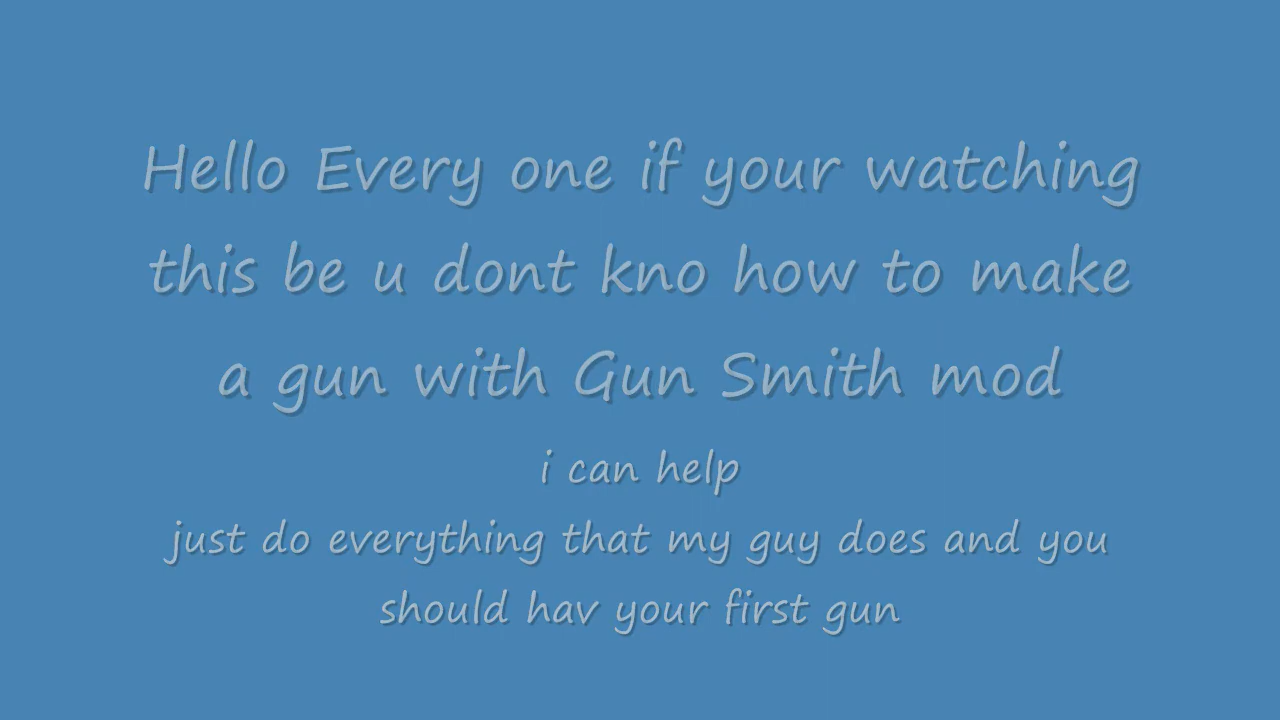 Hello Every one if your watching
this be u dont kno how to make
a gun with Gun Smith mod
i can help
just do everything that my guy does and you
should hav your first gun